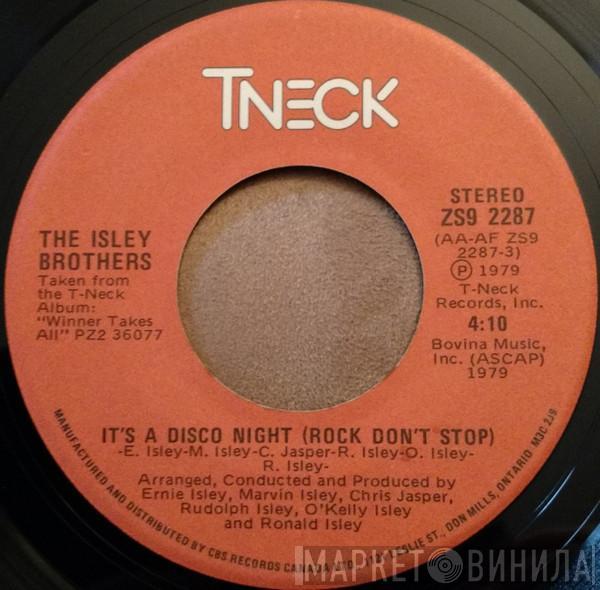 TNECK
THE ISLEY
BROTHERS
Taken from
the T-Neck
Album:
"Winner Takes
All" PZ2 36077
STEREO
ZS9 2287
(AA-AF ZS9
2287-3)
Ⓟ 1979
T-Neck
Records, Inc.
4:10
Bovina Music,
Inc. (ASCAP)
1979
IT'S A DISCO NIGHT (ROCK DON'T STOP)
-E. Isley-M. Isley-C. Jasper-R. Isley-O. Isley-
R. Isley-
Arranged, Conducted and Produced by
Ernie Isley, Marvin Isley, Chris Jasper,
Rudolph Isley, O'Kelly Isley
and Ronald Isley
MANUFACTURED AND DISTRIBUTED BY CBS RECORDS CANADA LTD., 1121 LESLIE ST., DON MILLS, ONTARIO M3C 2J9
МАРКЕТ ВИНИЛА